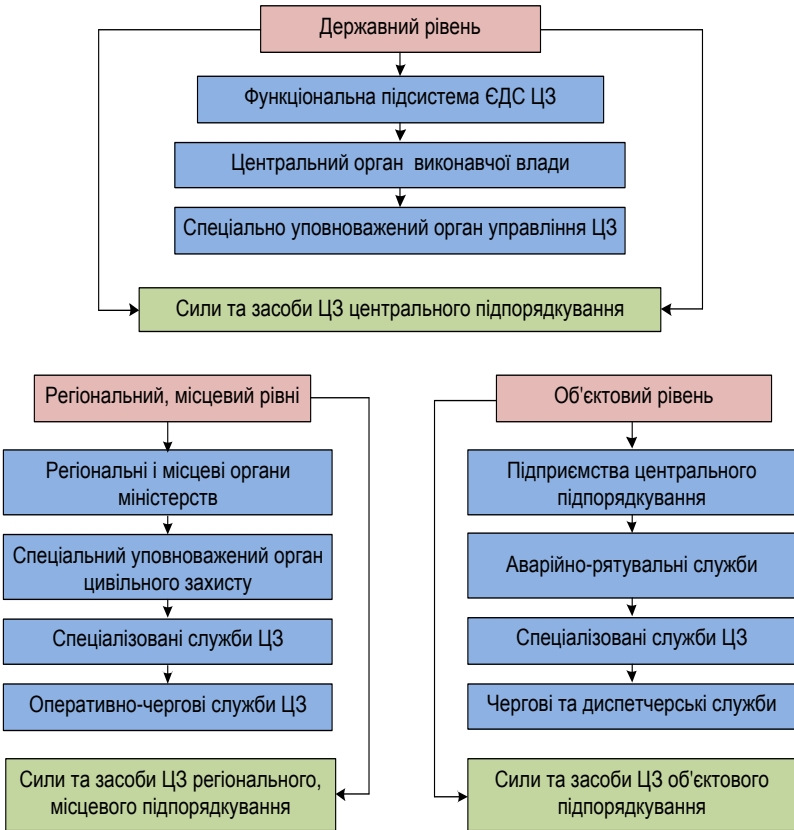 Державний рівень
Функціональна підсистема ЄДС ЦЗ
Центральний орган виконавчої влади
Спеціально уповноважений орган управління ЦЗ
Сили та засоби ЦЗ центрального підпорядкування
Регіональний, місцевий рівні
Регіональні і місцеві органи
міністерств
Спеціальний уповноважений орган
цивільного захисту
Спеціалізовані служби ЦЗ
Оперативно-чергові служби ЦЗ
Сили та засоби ЦЗ регіонального,
місцевого підпорядкування
Об'єктовий рівень
Підприємства центрального
підпорядкування
Аварійно-рятувальні служби
Спеціалізовані служби ЦЗ
Чергові та диспетчерські служби
Сили та засоби ЦЗ об'єктового
підпорядкування